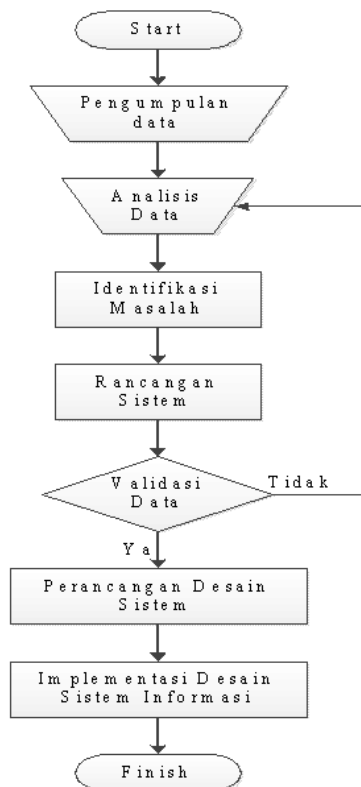 Start
Pengumpulan
data
Analisis
Data
Identifikasi
Masalah
Rancangan
Sistem
Validasi
Data
Tidak
Ya
Perancangan Desain
Sistem
Implementasi Desain
Sistem Informasi
Finish